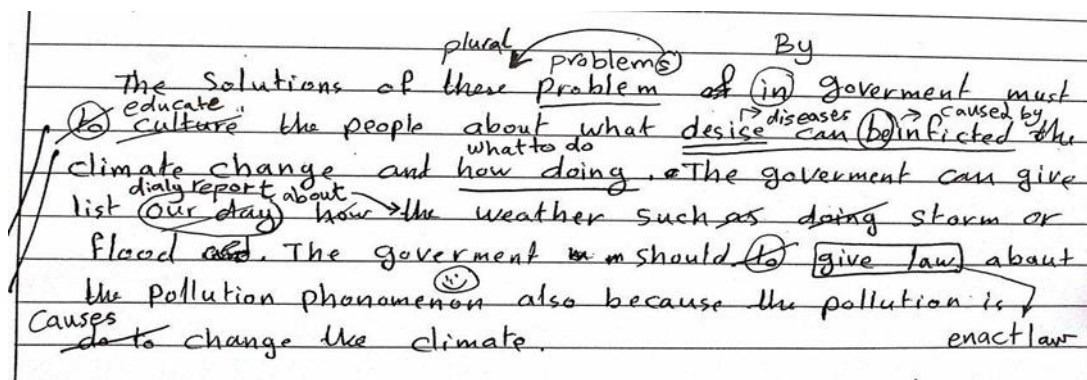 plural problems By
The Solutions of these problem of in goverment must
to educate culture the people about what desice diseases can be inficted caused by the
climate change and how doing what to do . The goverment can give
list our day dialy report about how the weather such as doing storm or
flood and. The goverment m should to give law about
the pollution phonomenon also because the pollution is
Causes do to change the climate. enact law